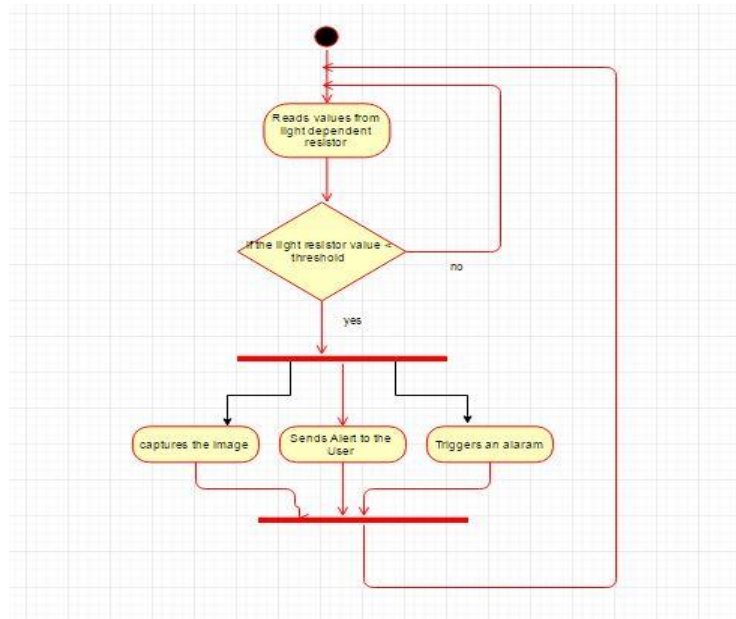 Reads values from
light dependent
resistor
if the light resistor value <
threshold
no
yes
captures the image
Sends Alert to the
User
Triggers an alaram